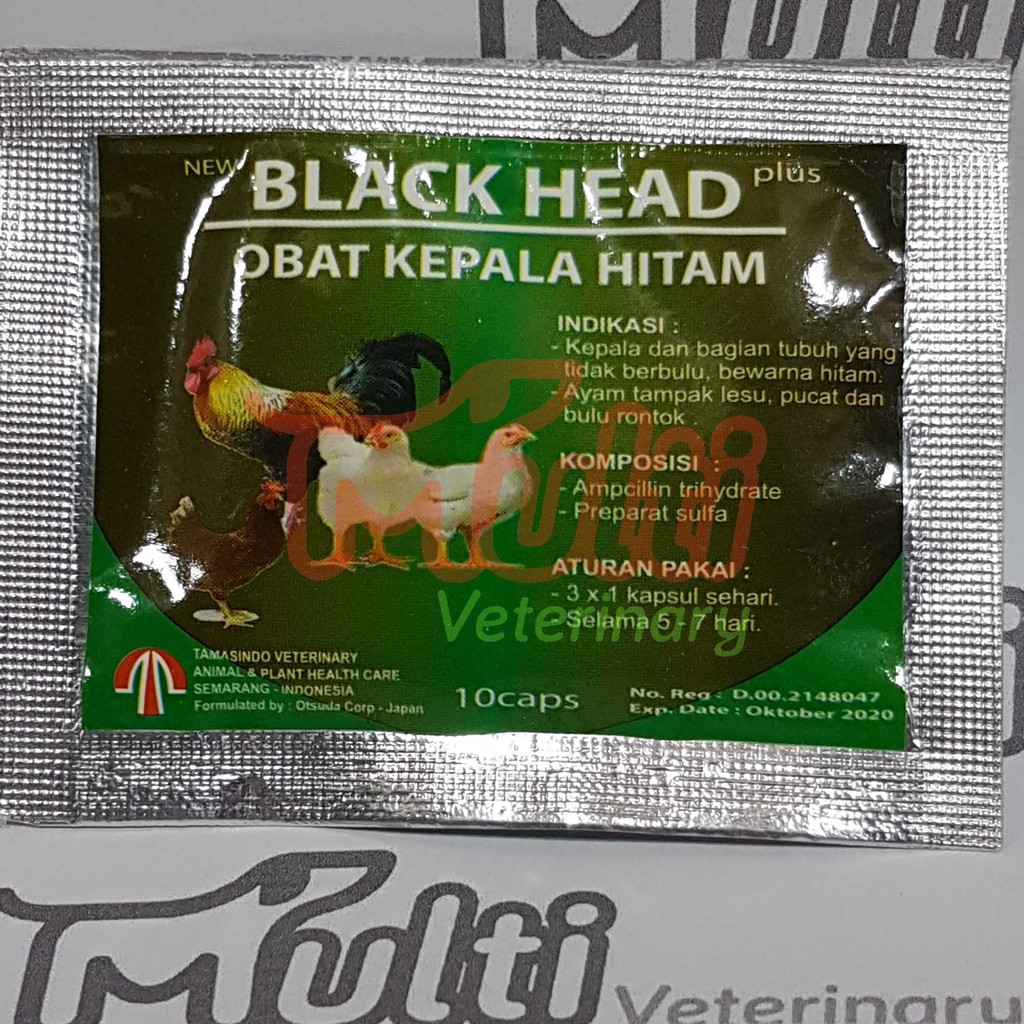 Multi
NEW BLACK HEAD plus
OBAT KEPALA HITAM
INDIKASI :
- Kepala dan bagian tubuh yang
tidak berbulu, bewarna hitam.
- Ayam tampak lesu, pucat dan
bulu rontok .
KOMPOSISI :
- Ampcillin trihydrate
- Preparat sulfa
ATURAN PAKAI :
- 3 x 1 kapsul sehari.
- Selama 5 - 7 hari.
Multi
Veterinary
TAMASINDO VETERINARY
ANIMAL & PLANT HEALTH CARE
SEMARANG - INDONESIA
Formulated by : Otsuda Corp - Japan
10caps
No. Reg : D.00.2148047
Exp. Date : Oktober 2020
Multi
Veterinary